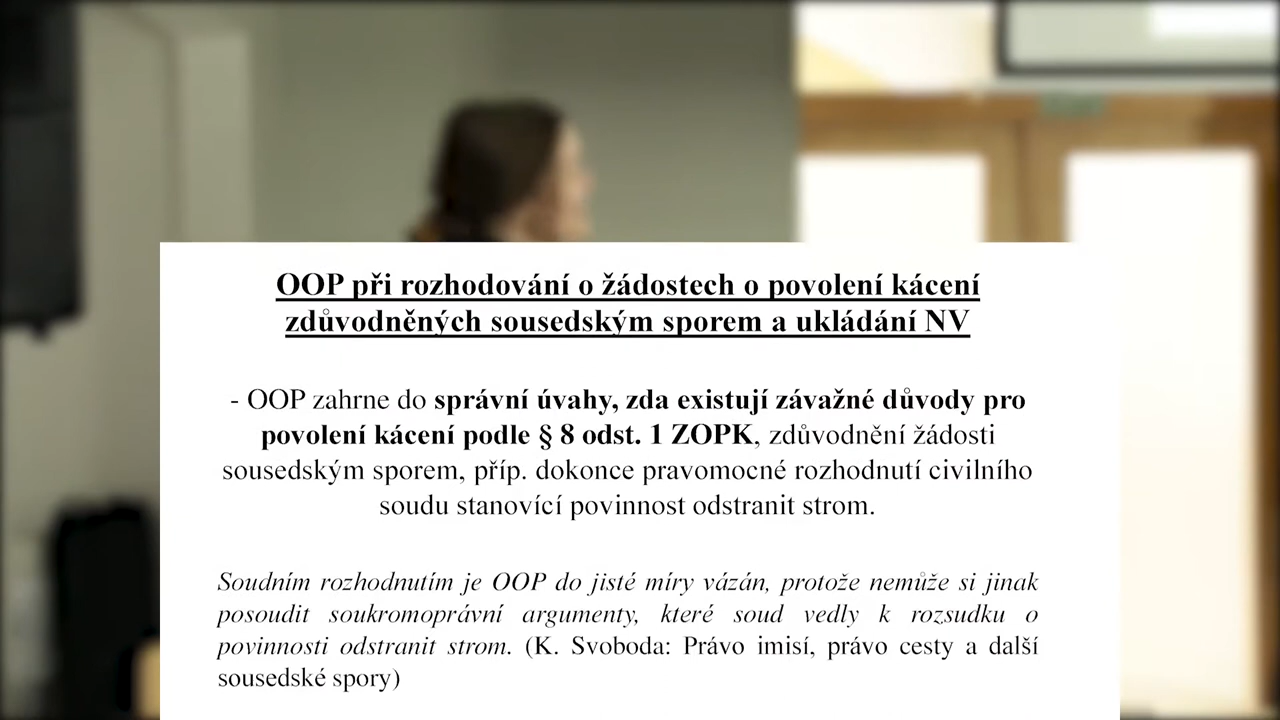 OOP při rozhodování o žádostech o povolení kácení
zdůvodněných sousedským sporem a ukládání NV
- OOP zahrne do správní úvahy, zda existují závažné důvody pro
povolení kácení podle § 8 odst. 1 ZOPK, zdůvodnění žádosti
sousedským sporem, příp. dokonce pravomocné rozhodnutí civilního
soudu stanovící povinnost odstranit strom.
Soudním rozhodnutím je OOP do jisté míry vázán, protože nemůže si jinak
posoudit soukromoprávní argumenty, které soud vedly k rozsudku o
povinnosti odstranit strom. (K. Svoboda: Právo imisí, právo cesty a další
sousedské spory)